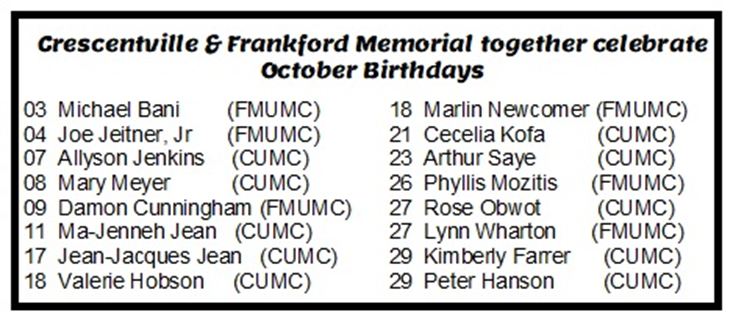 Crescentville & Frankford Memorial together celebrate
October Birthdays
03 Michael Bani (FMUMC)
04 Joe Jeitner, Jr (FMUMC)
07 Allyson Jenkins (CUMC)
08 Mary Meyer (CUMC)
09 Damon Cunningham (FMUMC)
11 Ma-Jenneh Jean (CUMC)
17 Jean-Jacques Jean (CUMC)
18 Valerie Hobson (CUMC)
18 Marlin Newcomer (FMUMC)
21 Cecelia Kofa (CUMC)
23 Arthur Saye (CUMC)
26 Phyllis Mozitis (FMUMC)
27 Rose Obwot (CUMC)
27 Lynn Wharton (FMUMC)
29 Kimberly Farrer (CUMC)
29 Peter Hanson (CUMC)